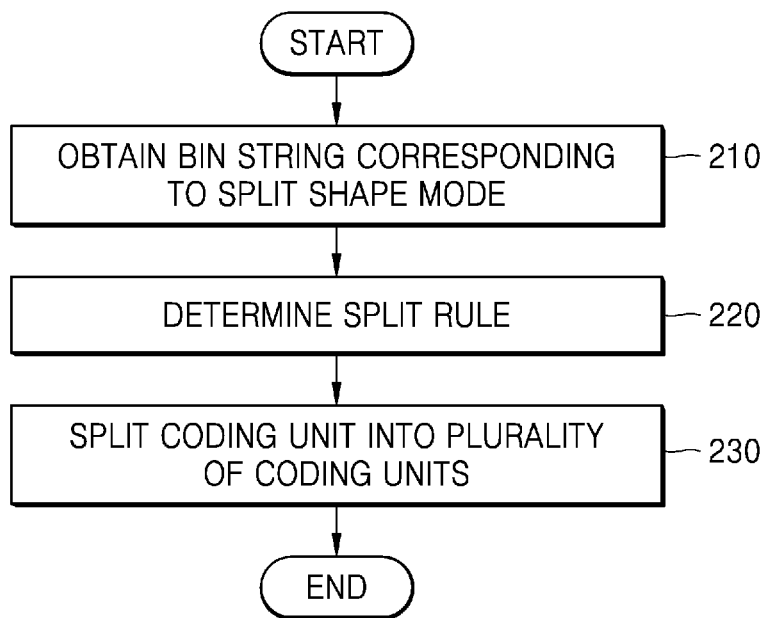 START
OBTAIN BIN STRING CORRESPONDING
TO SPLIT SHAPE MODE
210
DETERMINE SPLIT RULE
220
SPLIT CODING UNIT INTO PLURALITY
OF CODING UNITS
230
END